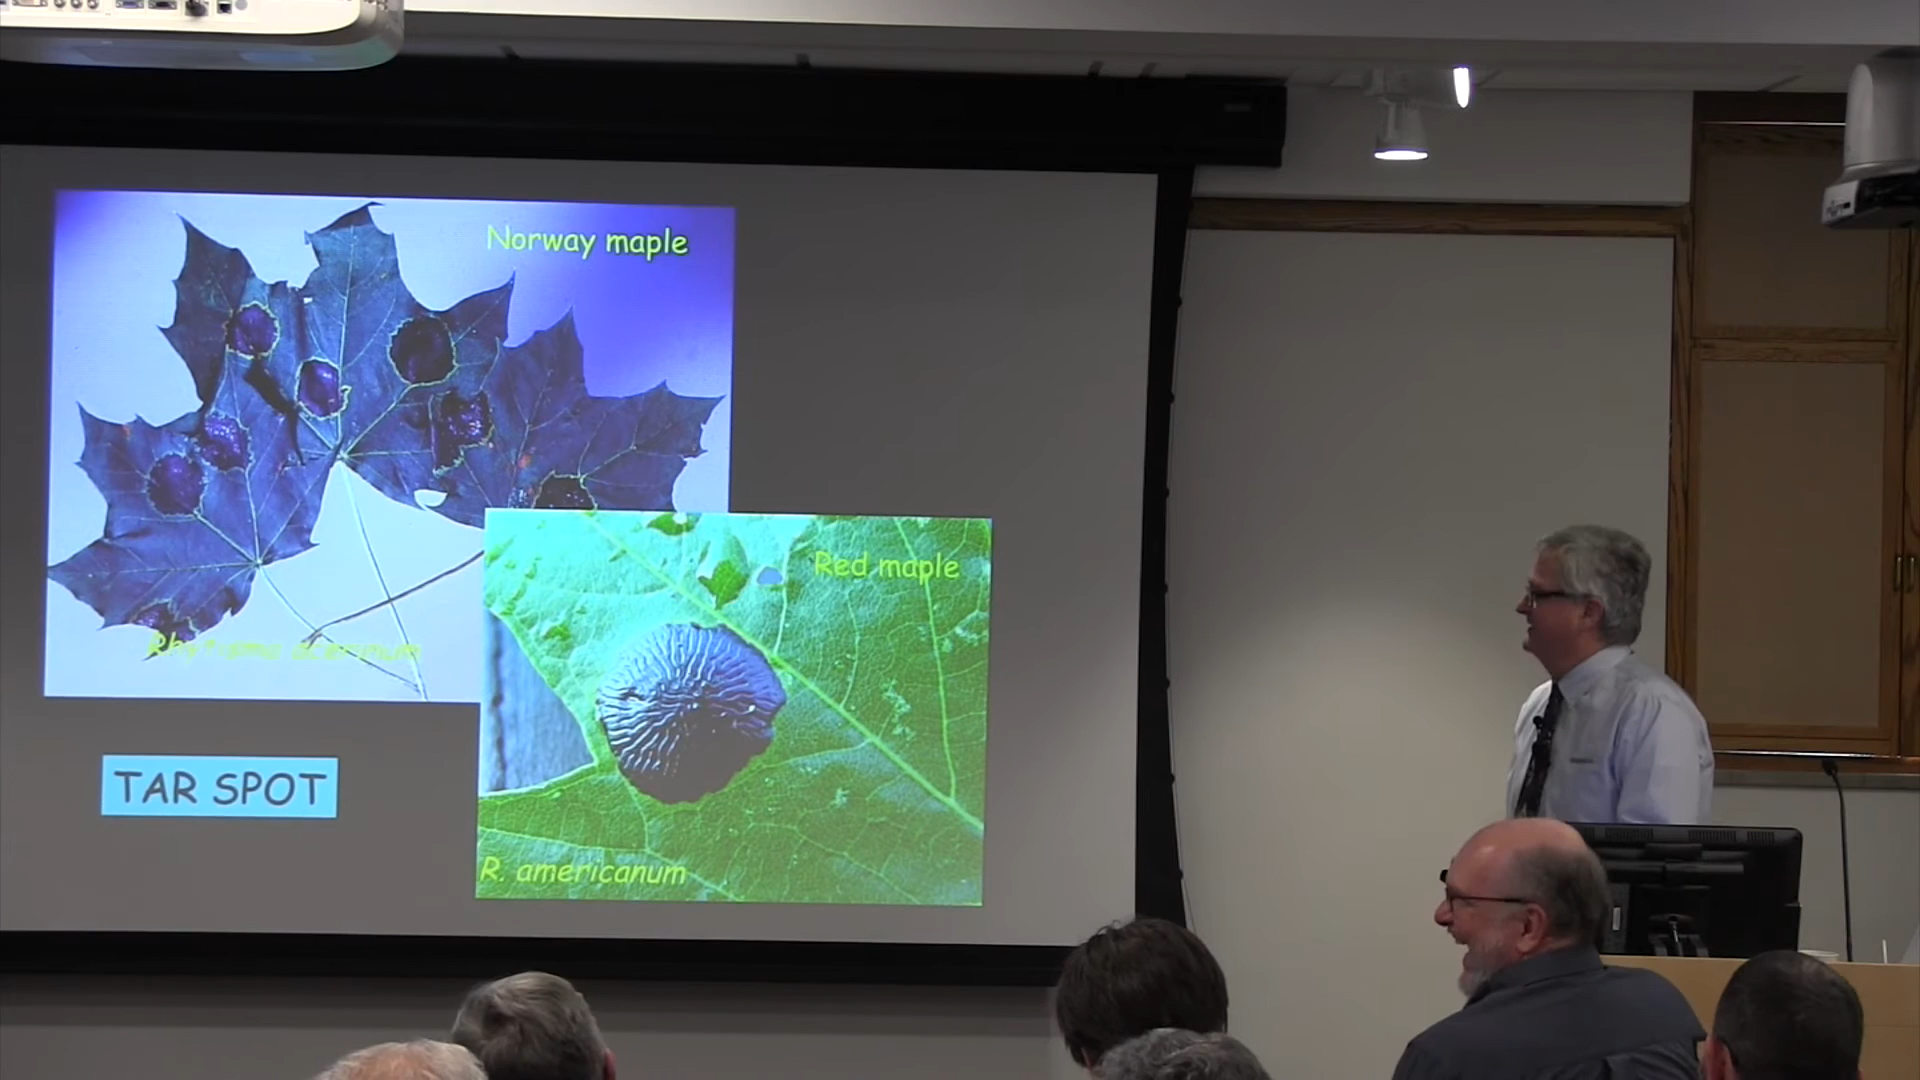 Norway maple
Rhytisma acerinum
Red maple
R. americanum
TAR SPOT